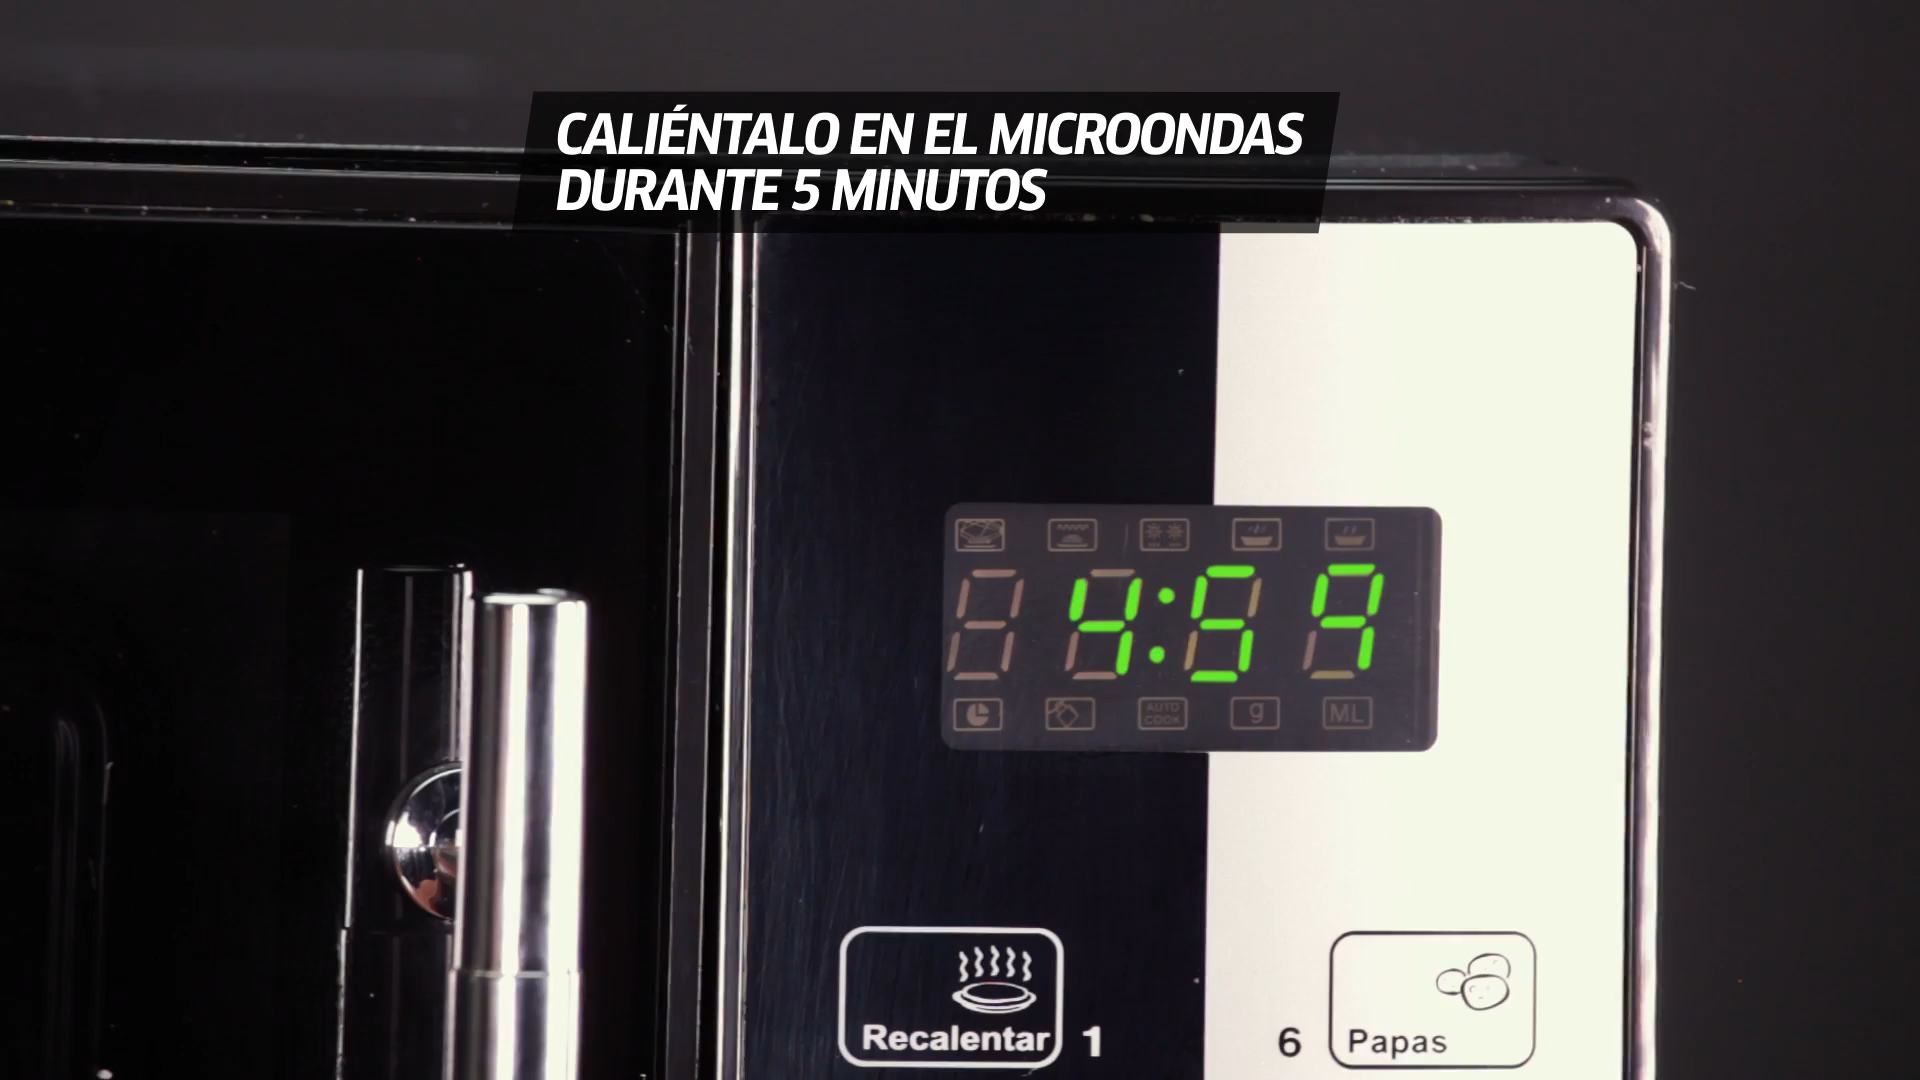 CALIÉNTALO EN EL MICROONDAS
DURANTE 5 MINUTOS
4:59
AUTO
COOK
g
ML
Recalentar 1
6 Papas